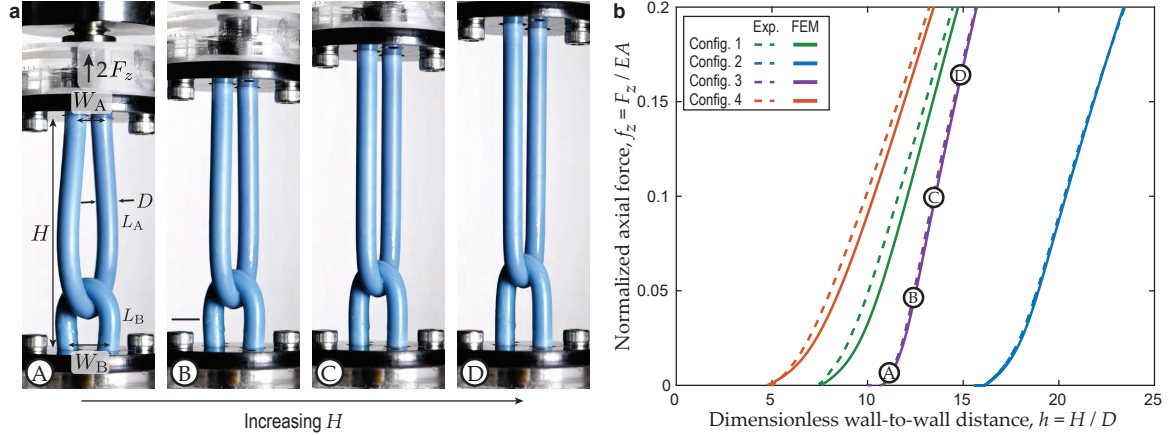 a
2F_z
W_A
D
L_A
H
L_B
W_B
A
B
C
D
Increasing H
b
Normalized axial force, f_z = F_z / EA
0.2
0.15
0.1
0.05
0
Exp. FEM
Config. 1
Config. 2
Config. 3
Config. 4
D
C
B
A
0 5 10 15 20 25
Dimensionless wall-to-wall distance, h = H / D